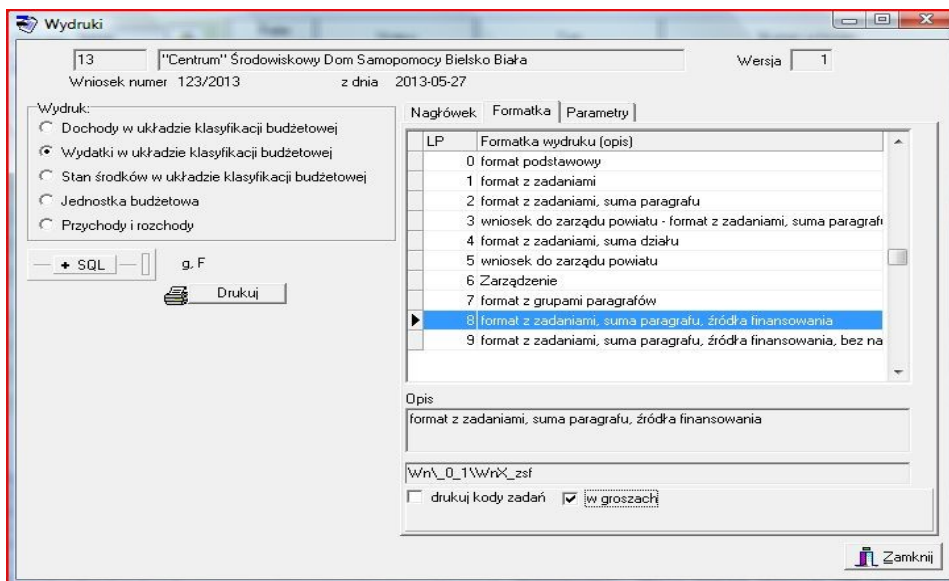 Wydruki
13 "Centrum" Środowiskowy Dom Samopomocy Bielsko Biała Wersja 1
Wniosek numer 123/2013 z dnia 2013-05-27
Wydruk:
Dochody w układzie klasyfikacji budżetowej
Wydatki w układzie klasyfikacji budżetowej
Stan środków w układzie klasyfikacji budżetowej
Jednostka budżetowa
Przychody i rozchody
+ SQL g, F
Drukuj
Nagłówek Formatka Parametry
LP Formatka wydruku (opis)
0 format podstawowy
1 format z zadaniami
2 format z zadaniami, suma paragrafu
3 wniosek do zarządu powiatu - format z zadaniami, suma paragrafu
4 format z zadaniami, suma działu
5 wniosek do zarządu powiatu
6 Zarządzenie
7 format z grupami paragrafów
8 format z zadaniami, suma paragrafu, źródła finansowania
9 format z zadaniami, suma paragrafu, źródła finansowania, bez na
Opis
format z zadaniami, suma paragrafu, źródła finansowania
Wn\_0_1\WnX_zsf
drukuj kody zadań w groszach
Zamknij